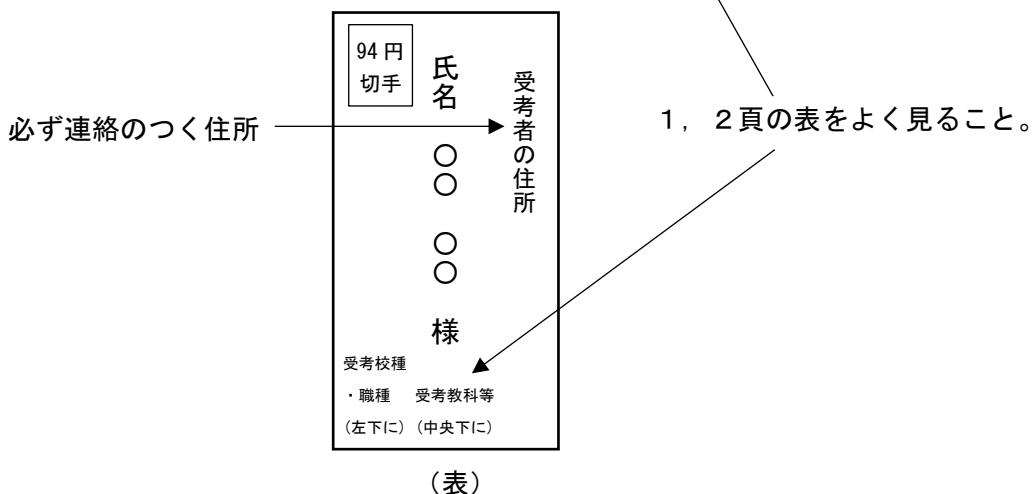 94円
切手
受考者の住所
氏名 〇〇 〇〇 様
必ず連絡のつく住所
1,2頁の表をよく見ること。
受考校種
・職種 受考教科等
(左下に)(中央下に)
(表)